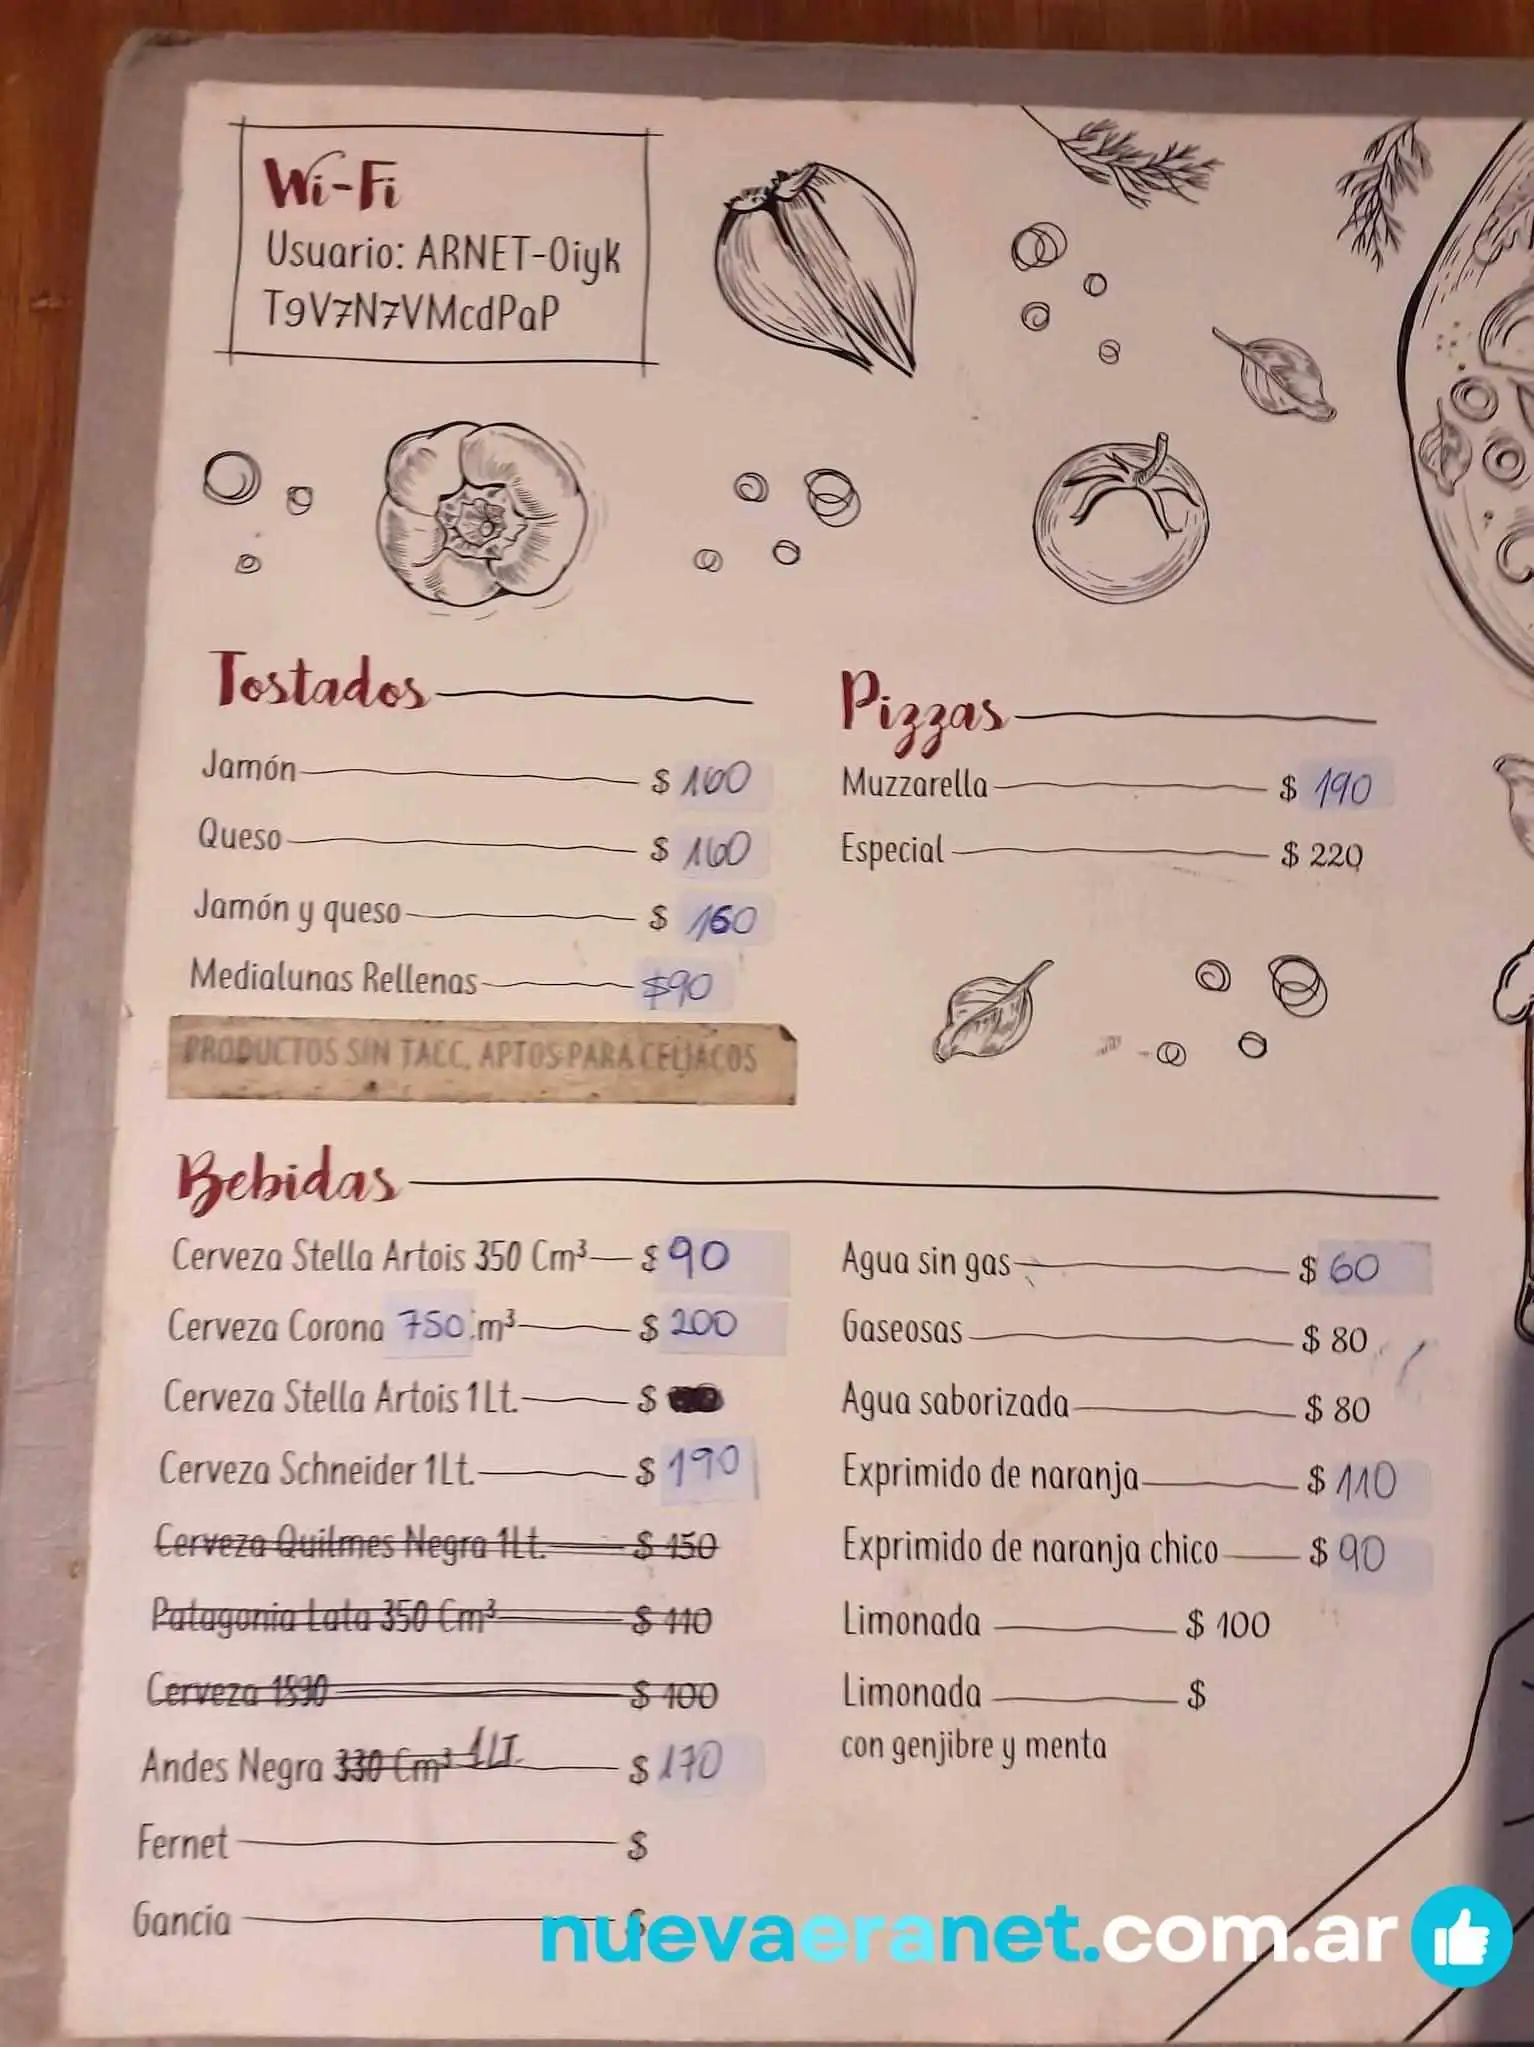 Wi-Fi
Usuario: ARNET-Oiyk
T9V7N7VMcdPaP
Tostados
Jamón $ 160
Queso $ 160
Jamón y queso $ 160
Medialunas Rellenas $90
PRODUCTOS SIN TACC, APTOS PARA CELIACOS
Pizzas
Muzzarella $ 190
Especial $ 220
Bebidas
Cerveza Stella Artois 350 Cm³ $ 90
Cerveza Corona 750 m³ $ 200
Cerveza Stella Artois 1Lt. $
Cerveza Schneider 1Lt. $ 190
Cerveza Quilmes Negra 1Lt. $ 150
Patagonia Lata 350 Cm³ $ 110
Cerveza 1890 $ 100
Andes Negra 330 Cm³ 1LT. $ 170
Fernet $
Gancia $
Agua sin gas $ 60
Gaseosas $ 80
Agua saborizada $ 80
Exprimido de naranja $ 110
Exprimido de naranja chico $ 90
Limonada $ 100
Limonada $
con genjibre y menta
nuevaeranet.com.ar